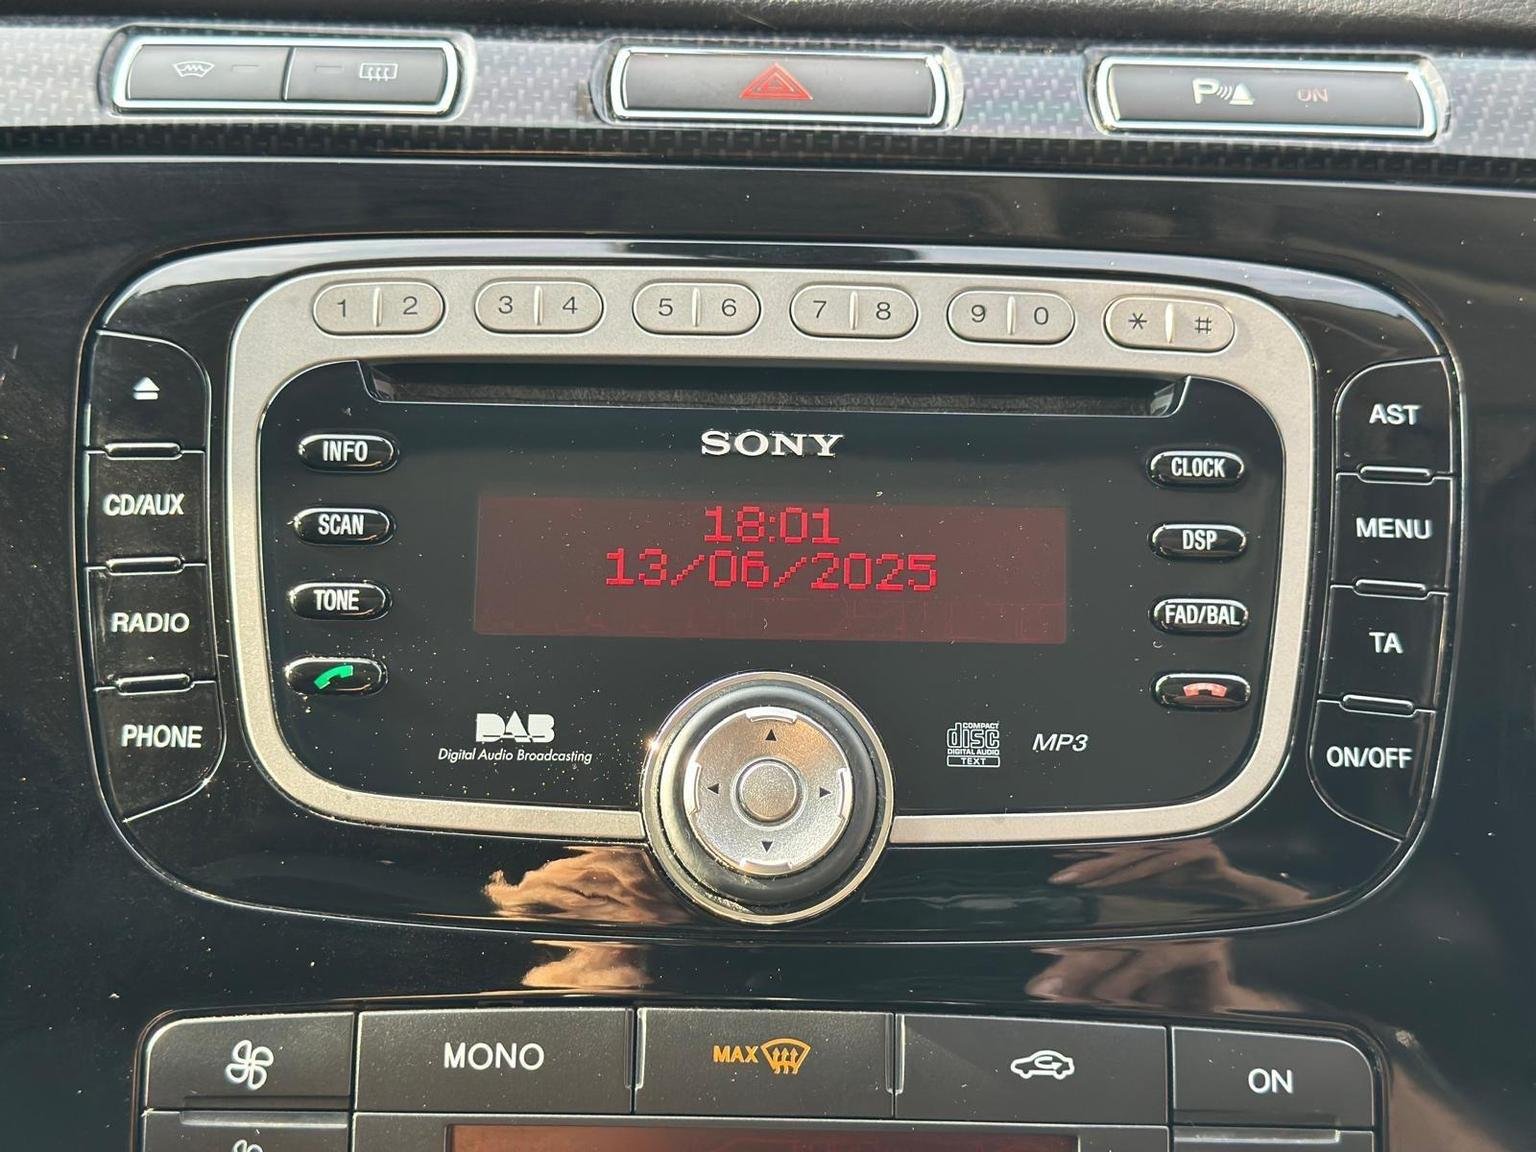 P ON
1 2 3 4 5 6 7 8 9 0 * #
SONY
INFO
SCAN
TONE
CD/AUX
RADIO
PHONE
18:01
13/06/2025
CLOCK
DSP
FAD/BAL
AST
MENU
TA
ON/OFF
DAB
Digital Audio Broadcasting
COMPACT
disc
DIGITAL AUDIO
TEXT
MP3
MONO
MAX
ON